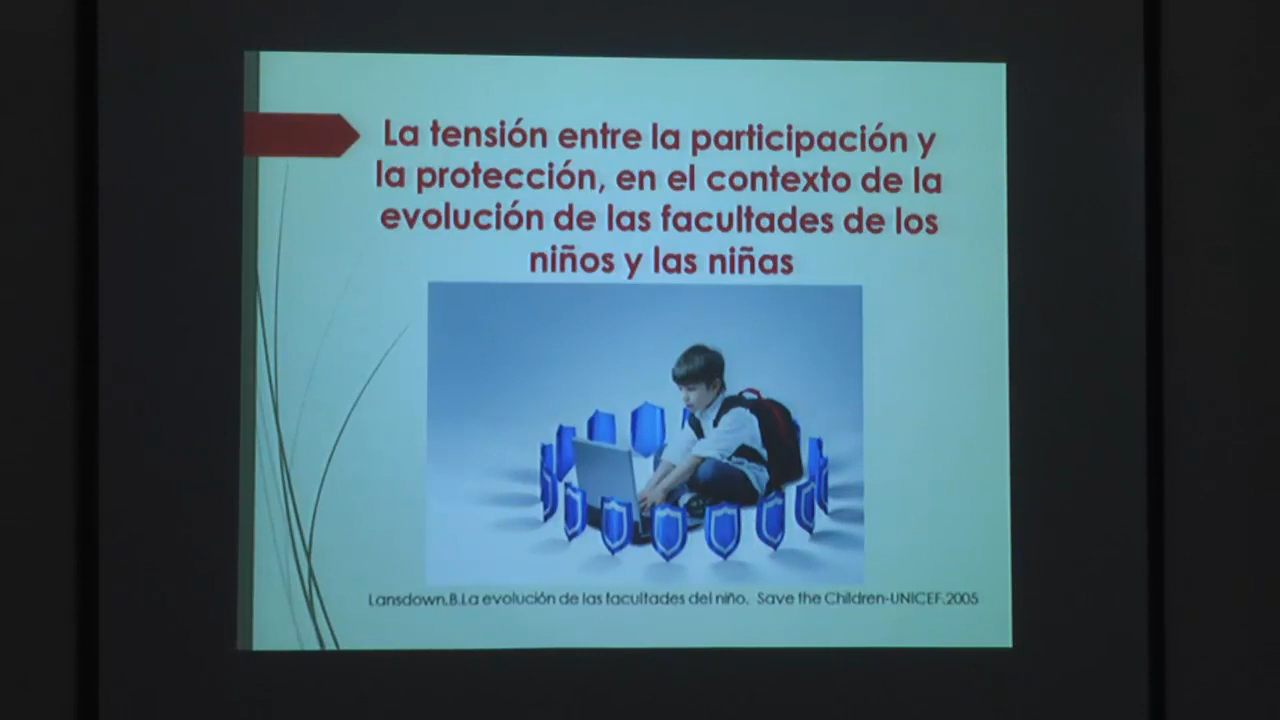 La tensión entre la participación y
la protección, en el contexto de la
evolución de las facultades de los
niños y las niñas
Lansdown.B.La evolución de las facultades del niño. Save the Children-UNICEF.2005